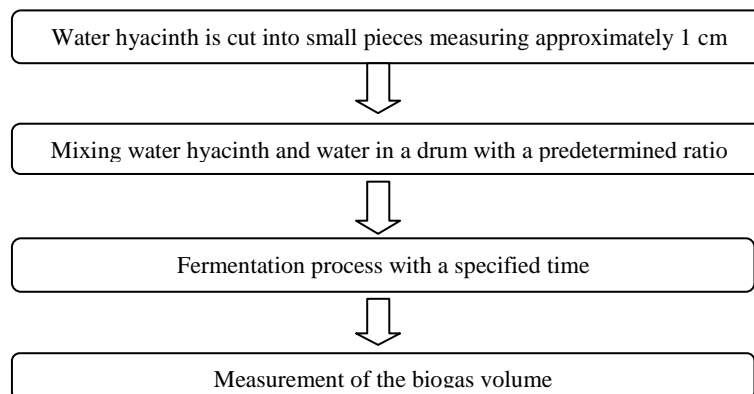 Water hyacinth is cut into small pieces measuring approximately 1 cm
Mixing water hyacinth and water in a drum with a predetermined ratio
Fermentation process with a specified time
Measurement of the biogas volume